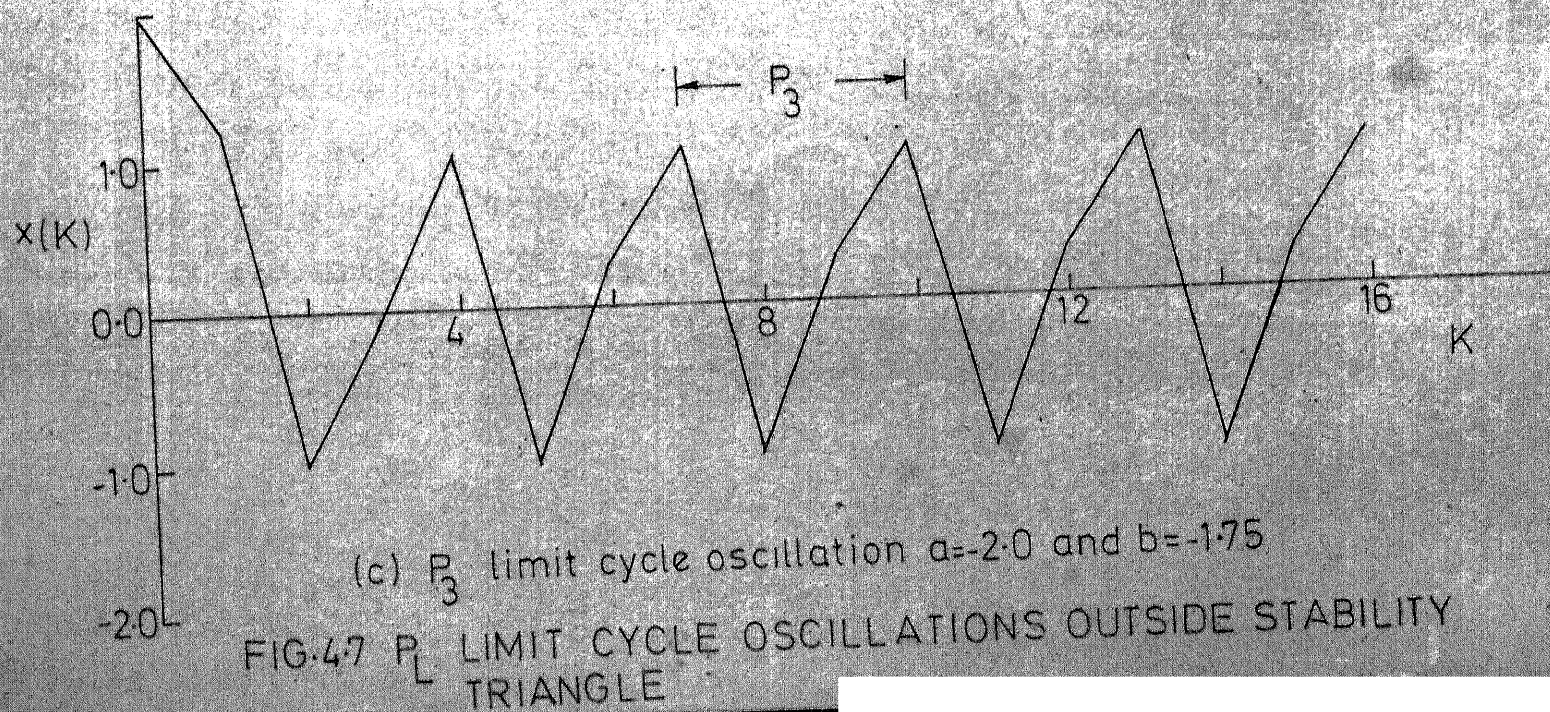 P3
1·0
x(K)
0·0
4
8
12
16
K
-1·0
(c) P3 limit cycle oscillation a=-2·0 and b=-1·75
-2·0
FIG·4·7 PL LIMIT CYCLE OSCILLATIONS OUTSIDE STABILITY
TRIANGLE